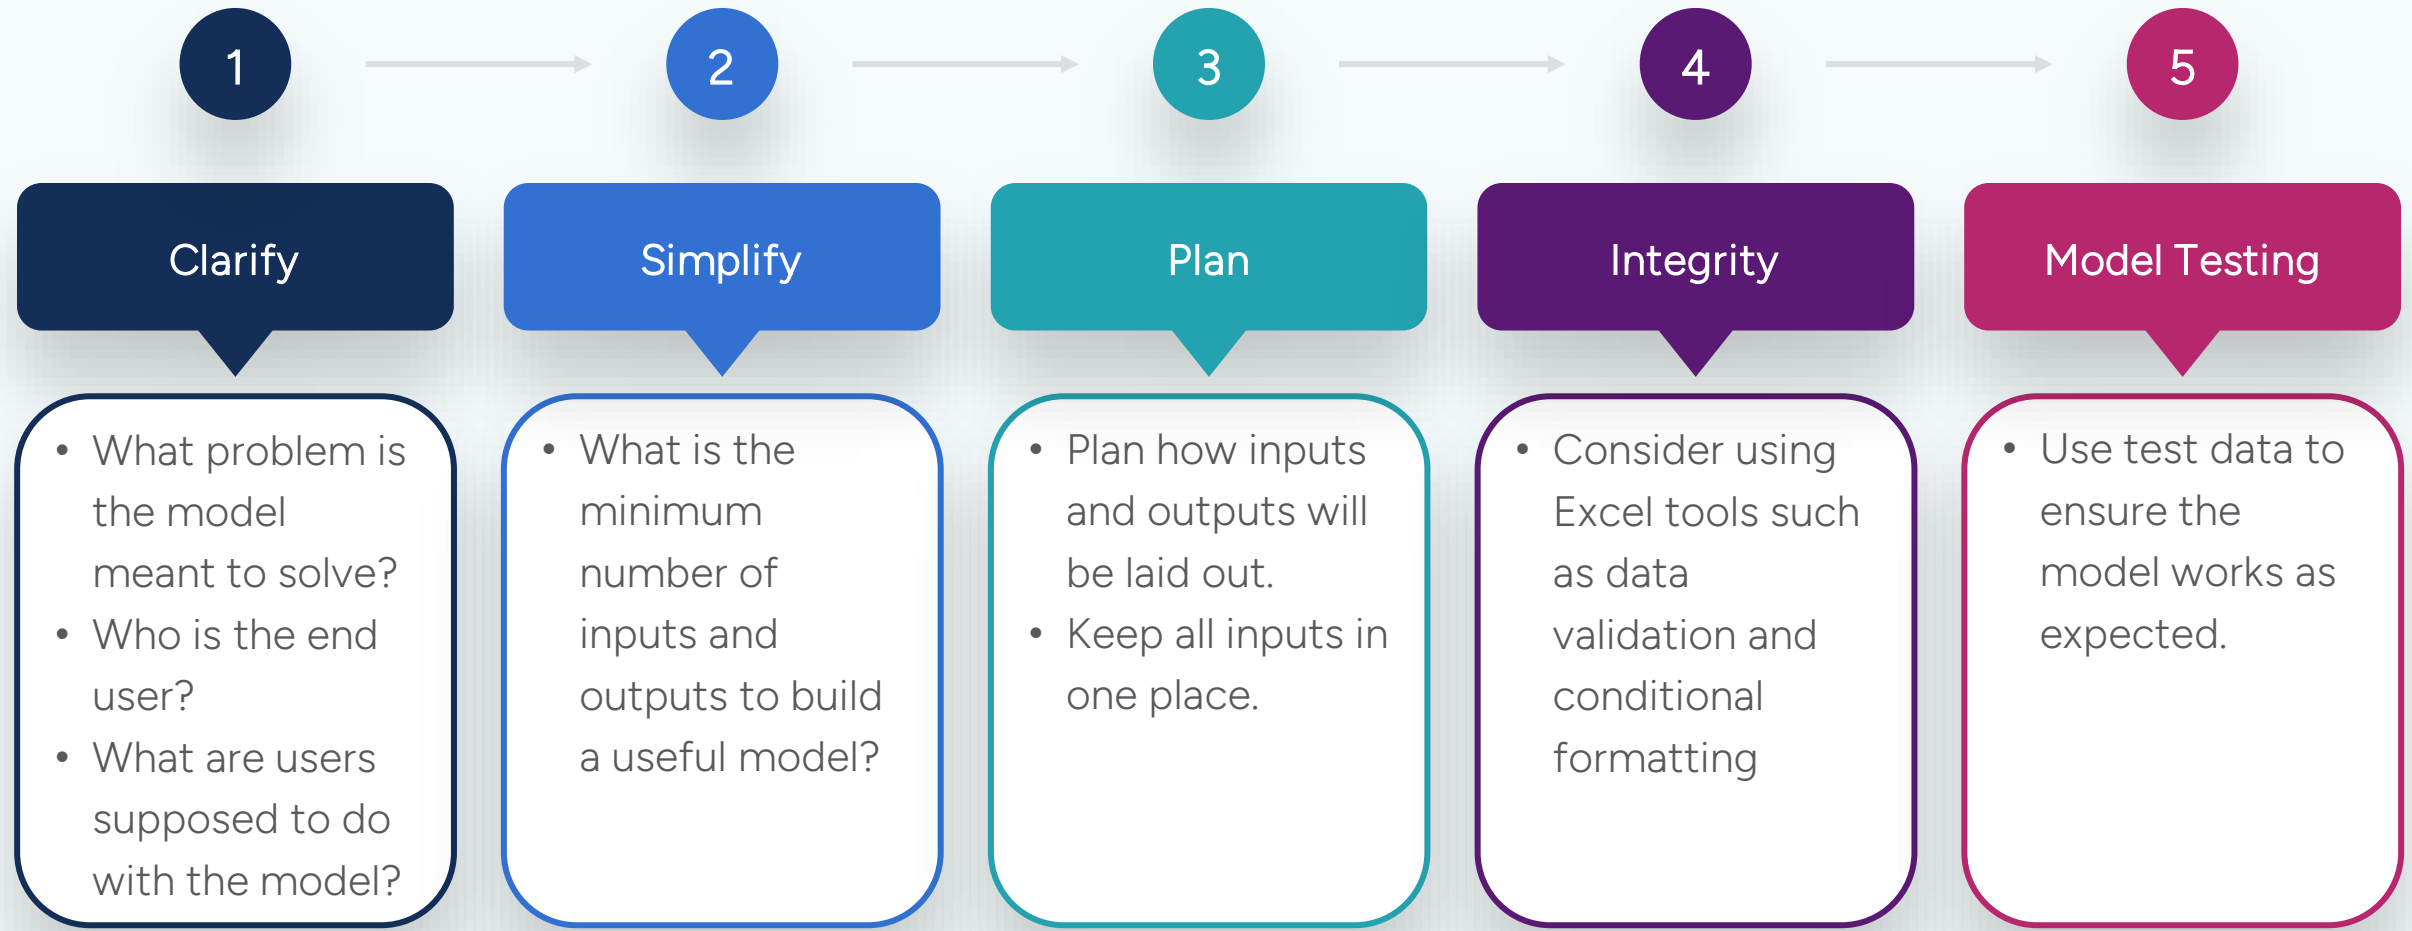 1
2
3
4
5
Clarify
Simplify
Plan
Integrity
Model Testing
• What problem is
the model
meant to solve?
• Who is the end
user?
• What are users
supposed to do
with the model?
• What is the
minimum
number of
inputs and
outputs to build
a useful model?
• Plan how inputs
and outputs will
be laid out.
• Keep all inputs in
one place.
• Consider using
Excel tools such
as data
validation and
conditional
formatting
• Use test data to
ensure the
model works as
expected.